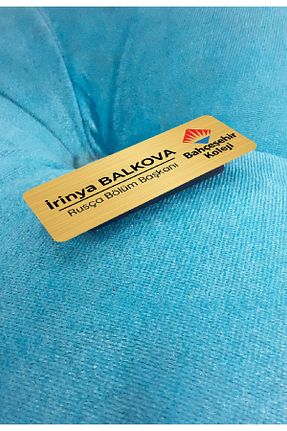 İrinya BALKOVA
Rusça Bölüm Başkanı
Bahçeşehir
Koleji